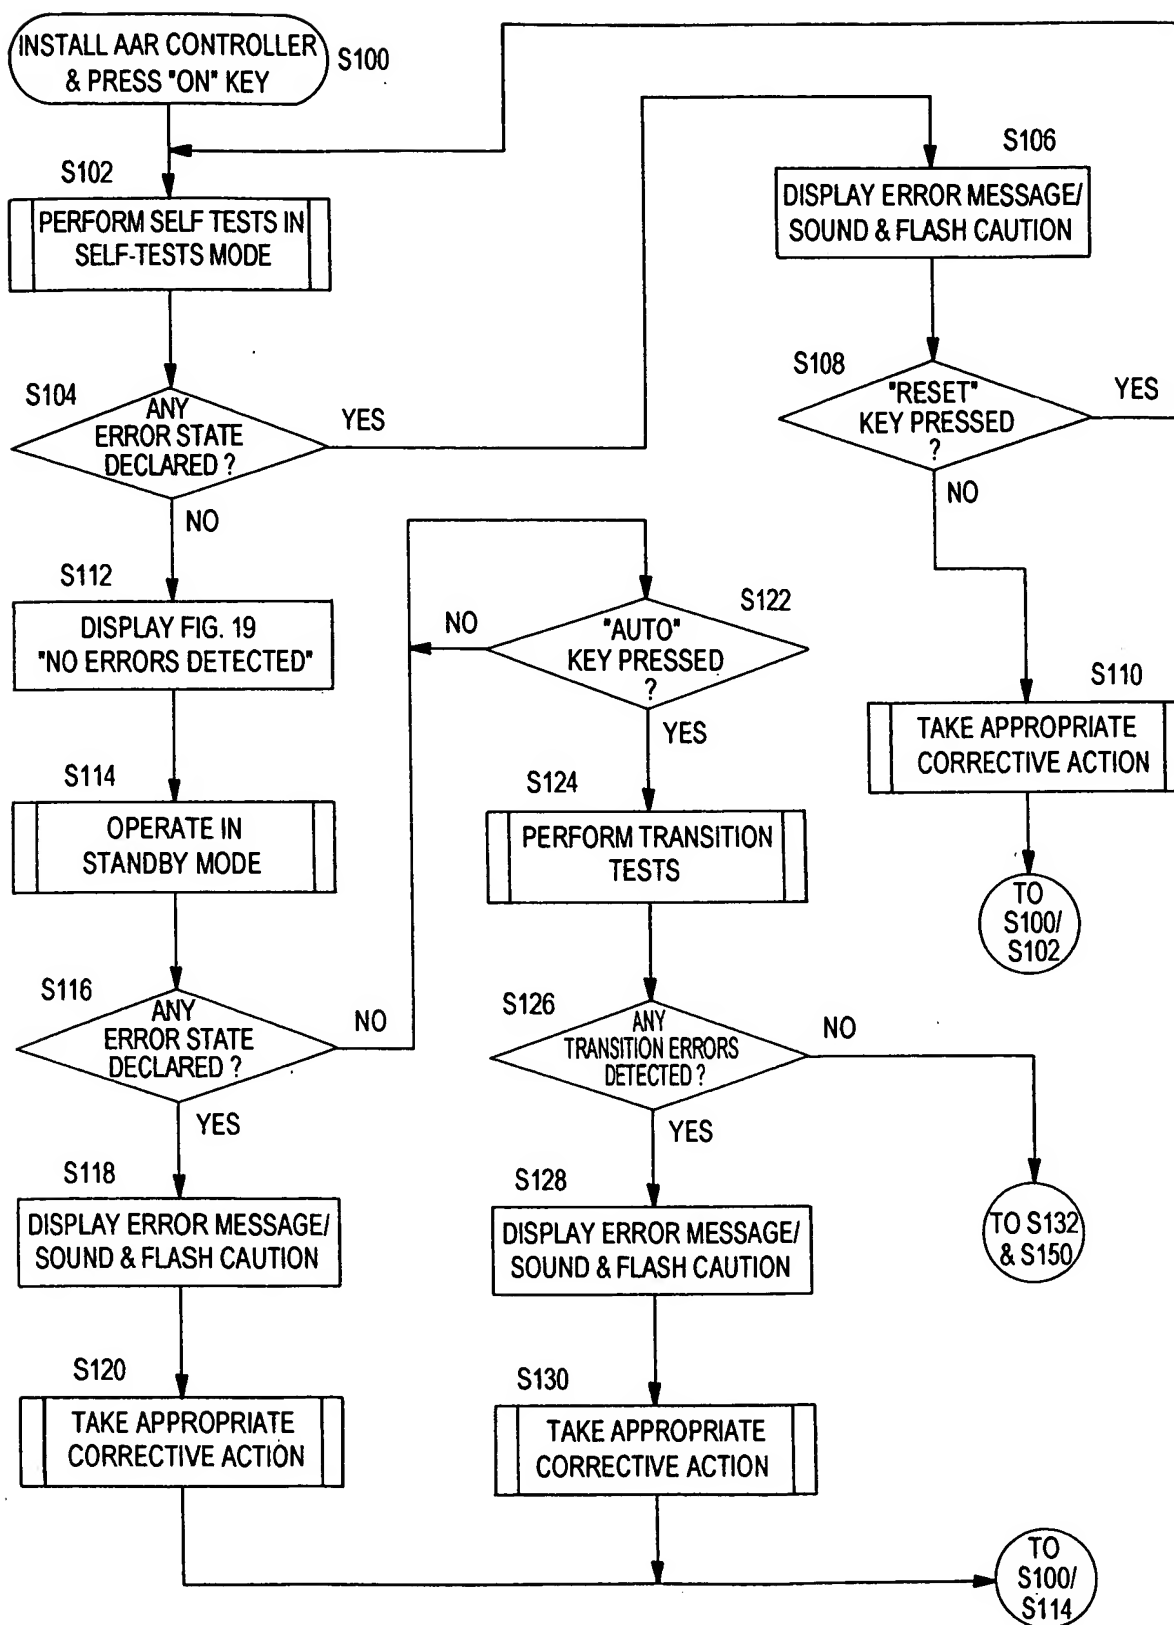 INSTALL AAR CONTROLLER
& PRESS "ON" KEY
S100
S102
PERFORM SELF TESTS IN
SELF-TESTS MODE
S104
ANY
ERROR STATE
DECLARED ?
YES
NO
S106
DISPLAY ERROR MESSAGE/
SOUND & FLASH CAUTION
S108
"RESET"
KEY PRESSED
?
YES
NO
S110
TAKE APPROPRIATE
CORRECTIVE ACTION
TO
S100/
S102
S112
DISPLAY FIG. 19
"NO ERRORS DETECTED"
S114
OPERATE IN
STANDBY MODE
S116
ANY
ERROR STATE
DECLARED ?
NO
YES
S118
DISPLAY ERROR MESSAGE/
SOUND & FLASH CAUTION
S120
TAKE APPROPRIATE
CORRECTIVE ACTION
S122
NO
"AUTO"
KEY PRESSED
?
YES
S124
PERFORM TRANSITION
TESTS
S126
ANY
TRANSITION ERRORS
DETECTED ?
NO
YES
TO S132
& S150
S128
DISPLAY ERROR MESSAGE/
SOUND & FLASH CAUTION
S130
TAKE APPROPRIATE
CORRECTIVE ACTION
TO
S100/
S114